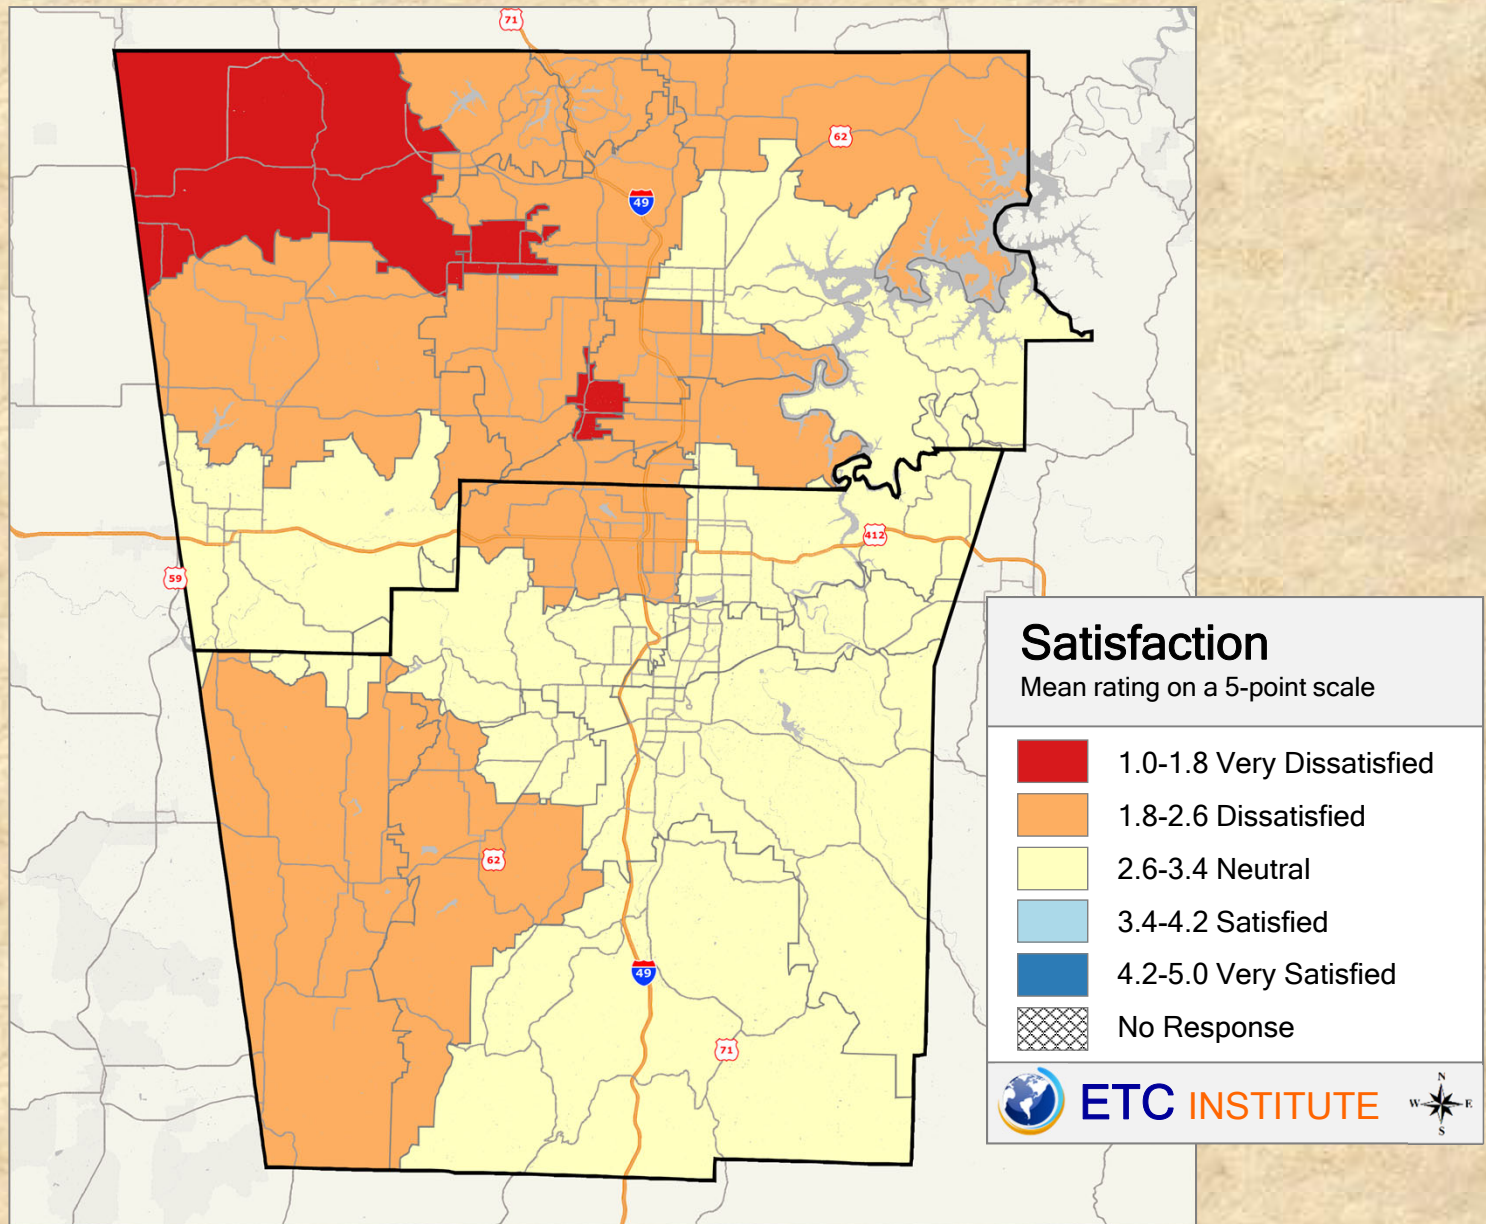 71
62
49
412
59
62
49
71
Satisfaction
Mean rating on a 5-point scale
1.0-1.8 Very Dissatisfied
1.8-2.6 Dissatisfied
2.6-3.4 Neutral
3.4-4.2 Satisfied
4.2-5.0 Very Satisfied
No Response
ETC INSTITUTE
N
W E
S